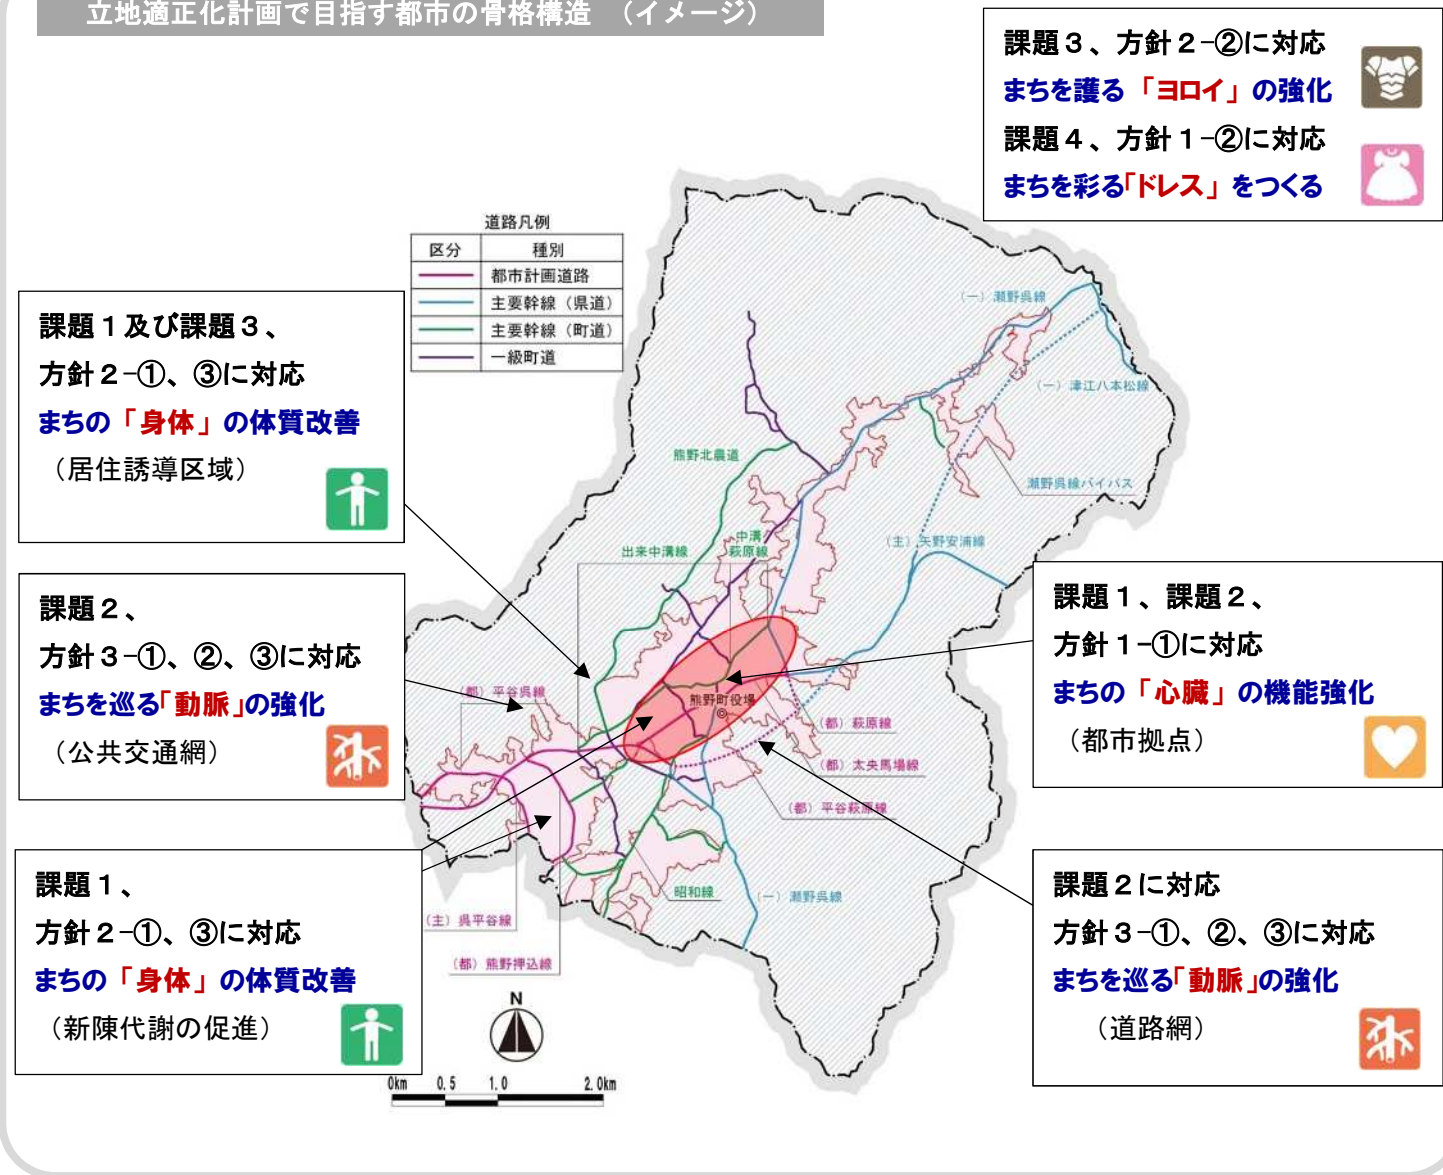 立地適正化計画で目指す都市の骨格構造 （イメージ）
課題３、方針２-②に対応
まちを護る「ヨロイ」の強化
課題４、方針１-②に対応
まちを彩る「ドレス」をつくる
道路凡例
区分 種別
都市計画道路
主要幹線（県道）
主要幹線（町道）
一級町道
課題１及び課題３、
方針２-①、③に対応
まちの「身体」の体質改善
（居住誘導区域）
課題２、
方針３-①、②、③に対応
まちを巡る「動脈」の強化
（公共交通網）
課題１、
方針２-①、③に対応
まちの「身体」の体質改善
（新陳代謝の促進）
課題１、課題２、
方針１-①に対応
まちの「心臓」の機能強化
（都市拠点）
課題２に対応
方針３-①、②、③に対応
まちを巡る「動脈」の強化
（道路網）
（一）瀬野呉線
（一）津江八本松線
熊野北農道
瀬野呉線バイパス
出来中溝線
中溝
萩原線
（主）矢野安浦線
（都）平谷呉線
熊野町役場
（都）萩原線
（都）太央馬場線
（都）平谷萩原線
昭和線
（一）瀬野呉線
（主）呉平谷線
（都）熊野押込線
N
0km 0.5 1.0 2.0km